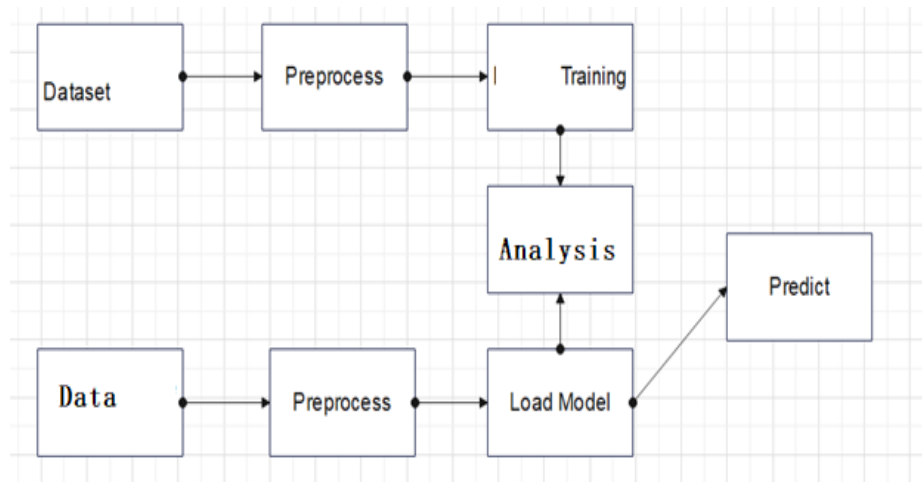 Dataset
Preprocess
Training
Analysis
Predict
Data
Preprocess
Load Model